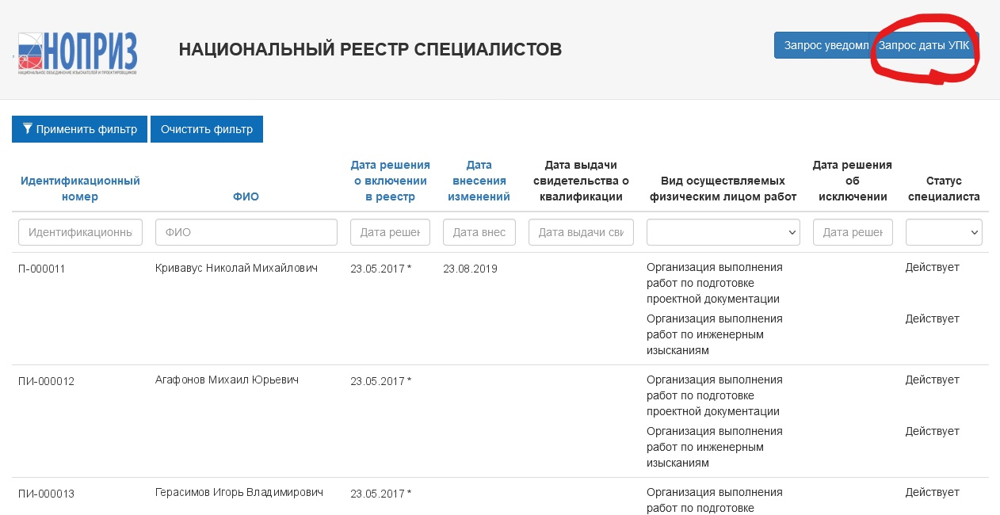 НОПРИЗ
НАЦИОНАЛЬНОЕ ОБЪЕДИНЕНИЕ ИЗЫСКАТЕЛЕЙ И ПРОЕКТИРОВЩИКОВ
НАЦИОНАЛЬНЫЙ РЕЕСТР СПЕЦИАЛИСТОВ
Запрос уведомл Запрос даты УПК
Применить фильтр Очистить фильтр
Идентификационный номер ФИО Дата решения о включении в реестр Дата внесения изменений Дата выдачи свидетельства о квалификации Вид осуществляемых физическим лицом работ Дата решения об исключении Статус специалиста
Идентификационны ФИО Дата решен Дата внес Дата выдачи сви Дата решен
П-000011 Кривавус Николай Михайлович 23.05.2017 * 23.08.2019 Организация выполнения Действует
работ по подготовке
проектной документации
Организация выполнения Действует
работ по инженерным
изысканиям
ПИ-000012 Агафонов Михаил Юрьевич 23.05.2017 * Организация выполнения Действует
работ по подготовке
проектной документации
Организация выполнения Действует
работ по инженерным
изысканиям
ПИ-000013 Герасимов Игорь Владимирович 23.05.2017 * Организация выполнения Действует
работ по подготовке